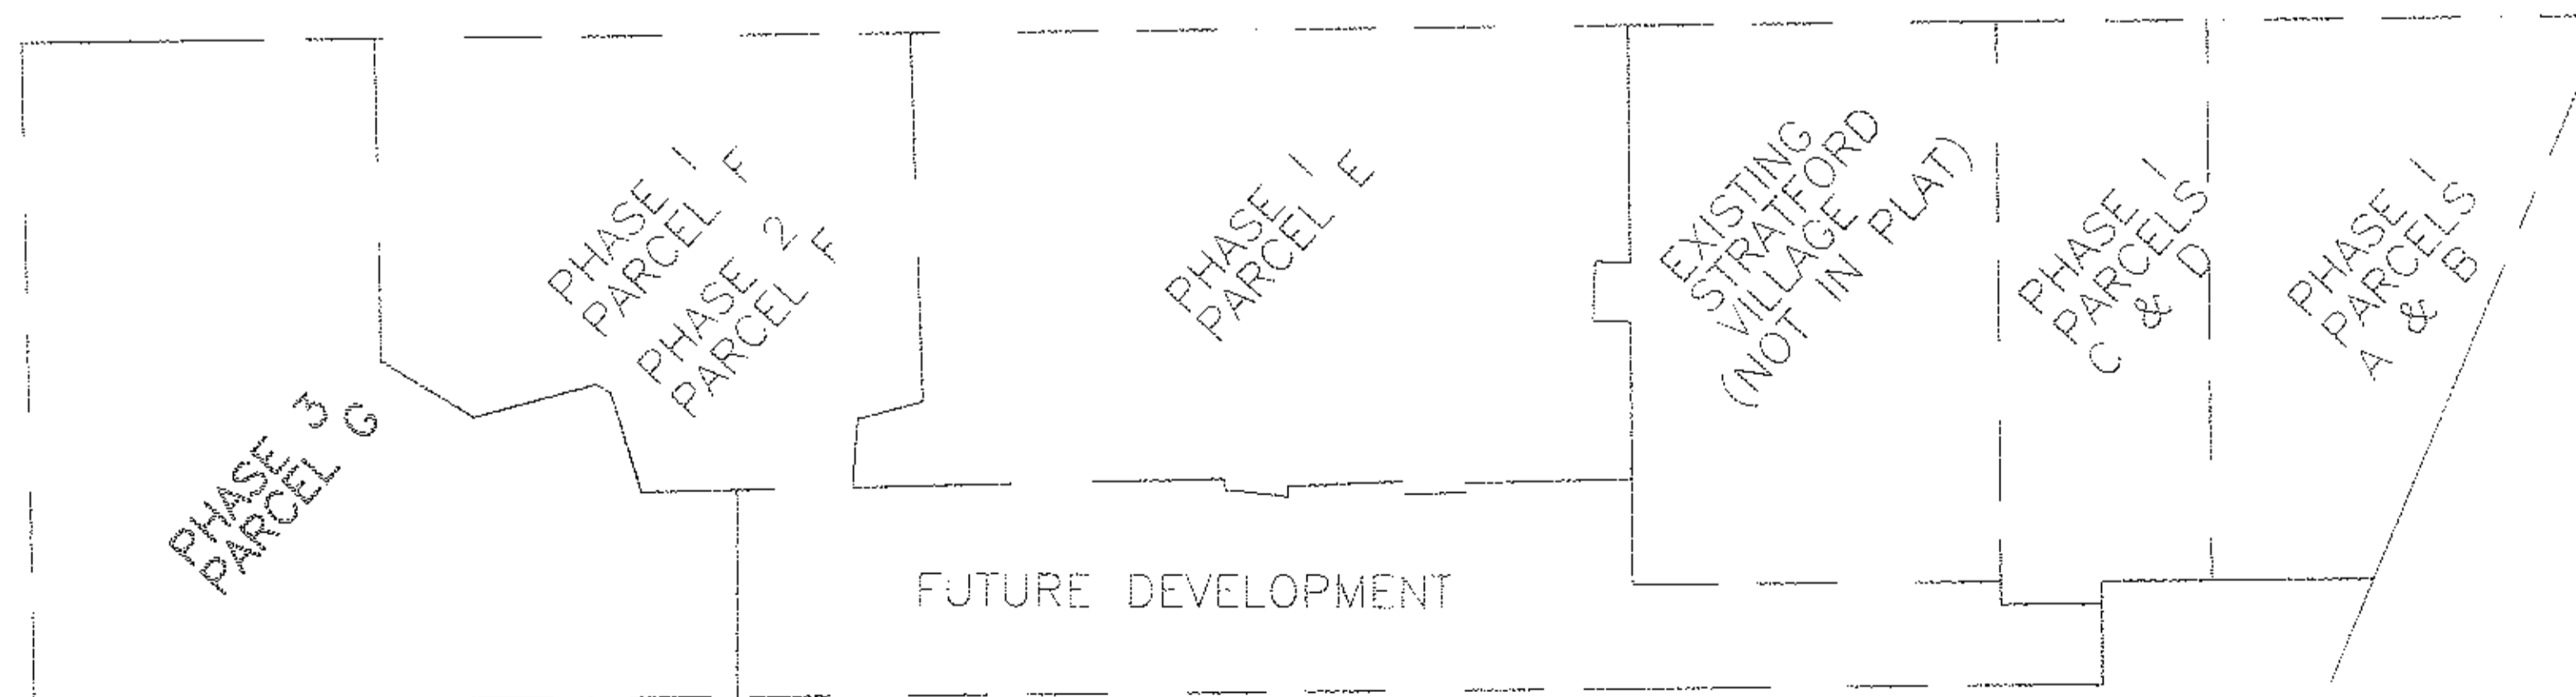 PHASE 3
PARCEL G
PHASE 1
PARCEL F
PHASE 2
PARCEL F
PHASE 1
PARCEL E
EXISTING
STRATFORD
VILLAGE
(NOT IN PLAT)
PHASE 1
PARCELS
C & D
PHASE 1
PARCELS
A & B
FUTURE DEVELOPMENT